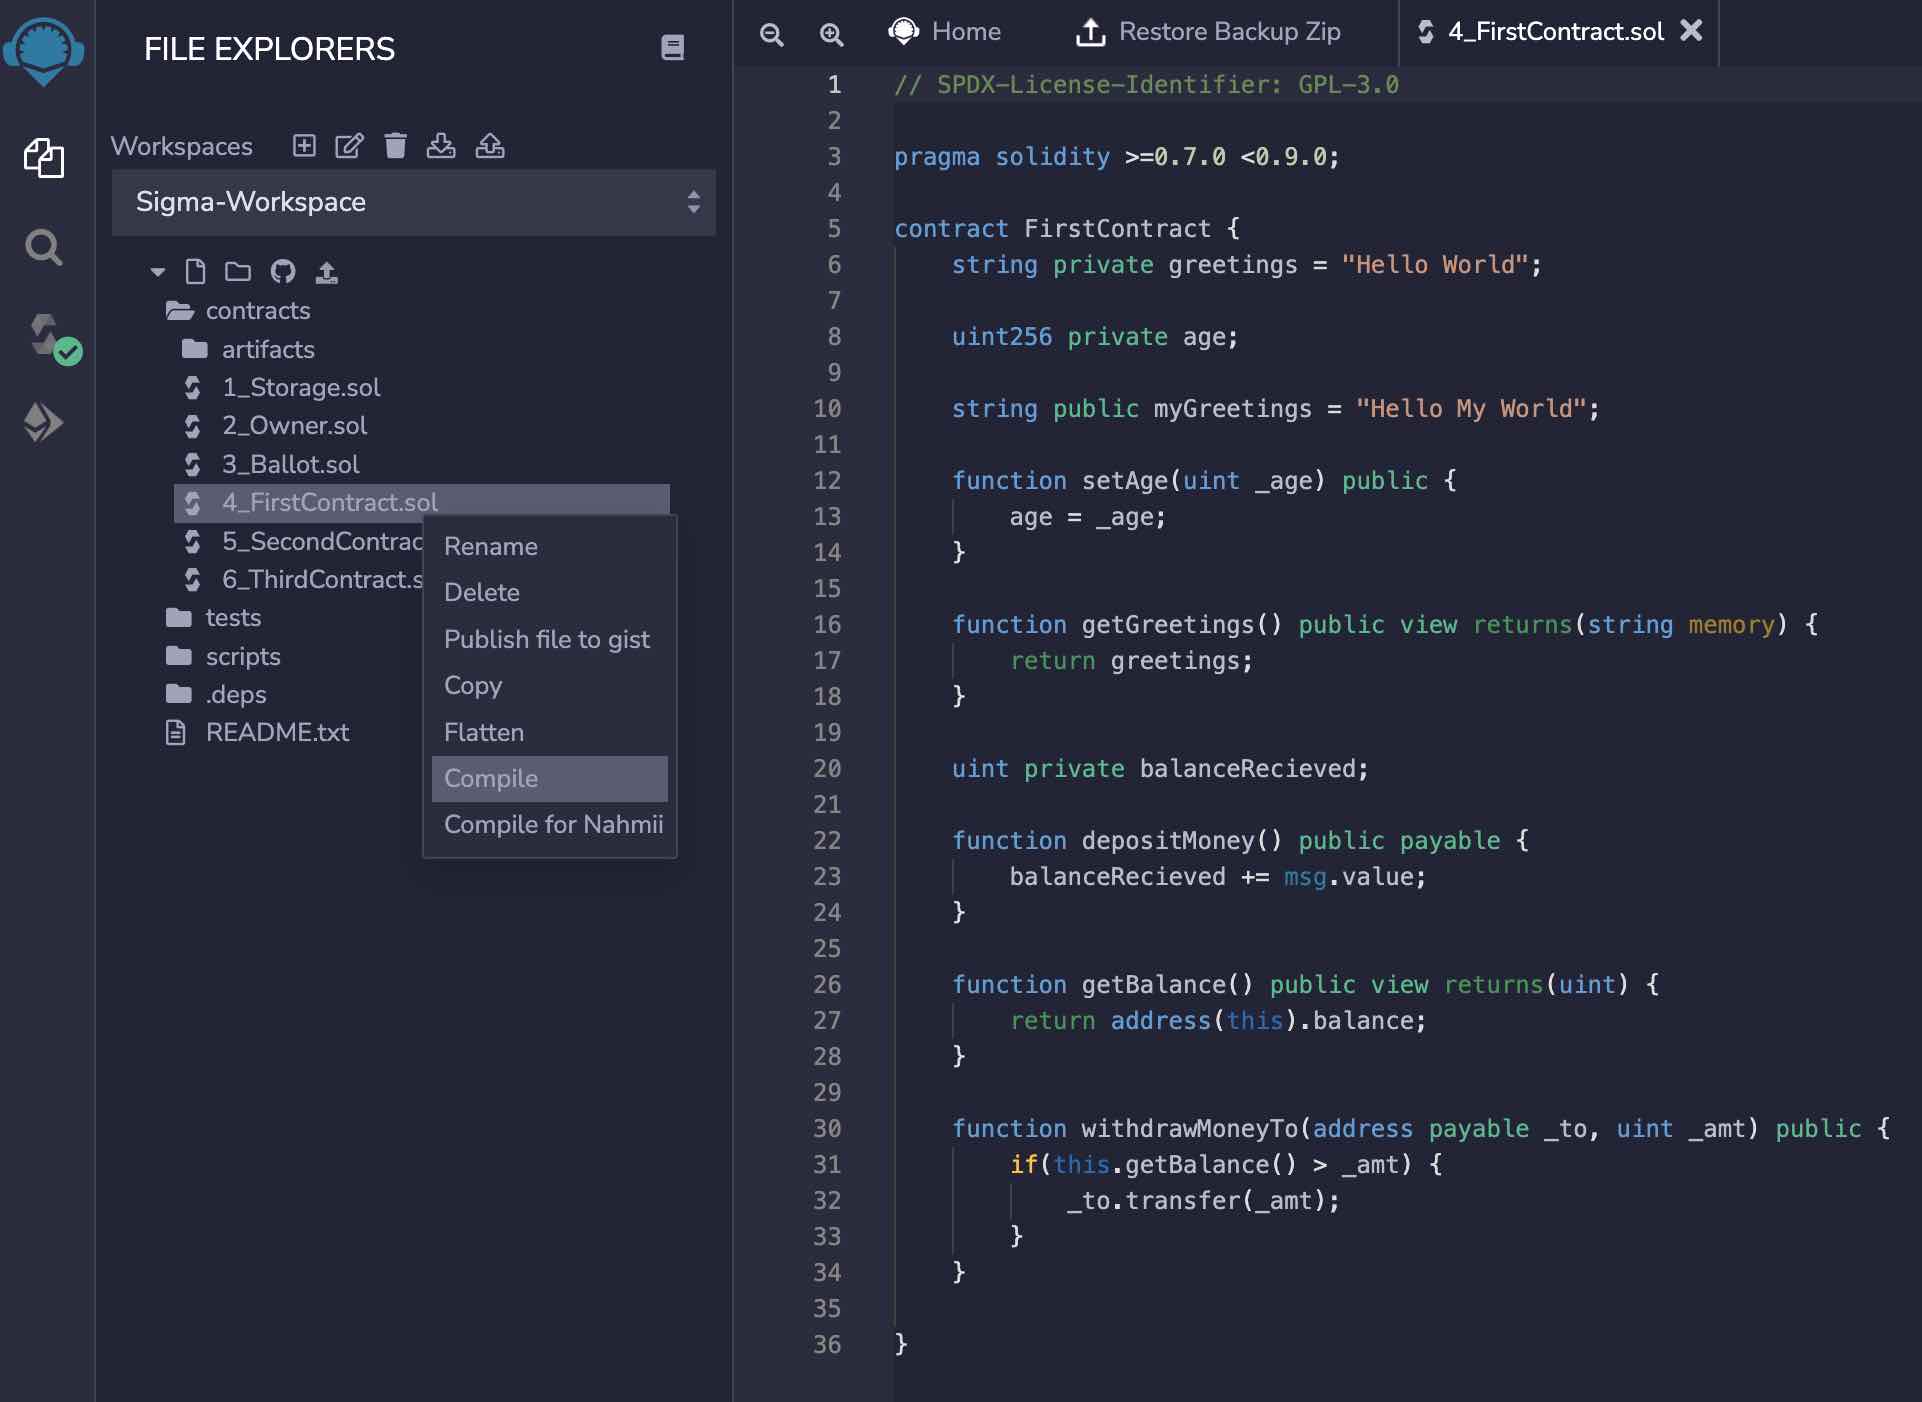 FILE EXPLORERS
Workspaces
Sigma-Workspace
contracts
artifacts
1_Storage.sol
2_Owner.sol
3_Ballot.sol
4_FirstContract.sol
5_SecondContrac
6_ThirdContract.s
tests
scripts
.deps
README.txt
Rename
Delete
Publish file to gist
Copy
Flatten
Compile
Compile for Nahmii
Home
Restore Backup Zip
4_FirstContract.sol
1 // SPDX-License-Identifier: GPL-3.0
2
3 pragma solidity >=0.7.0 <0.9.0;
4
5 contract FirstContract {
6     string private greetings = "Hello World";
7
8     uint256 private age;
9
10     string public myGreetings = "Hello My World";
11
12     function setAge(uint _age) public {
13         age = _age;
14     }
15
16     function getGreetings() public view returns(string memory) {
17         return greetings;
18     }
19
20     uint private balanceRecieved;
21
22     function depositMoney() public payable {
23         balanceRecieved += msg.value;
24     }
25
26     function getBalance() public view returns(uint) {
27         return address(this).balance;
28     }
29
30     function withdrawMoneyTo(address payable _to, uint _amt) public {
31         if(this.getBalance() > _amt) {
32             _to.transfer(_amt);
33         }
34     }
35
36 }